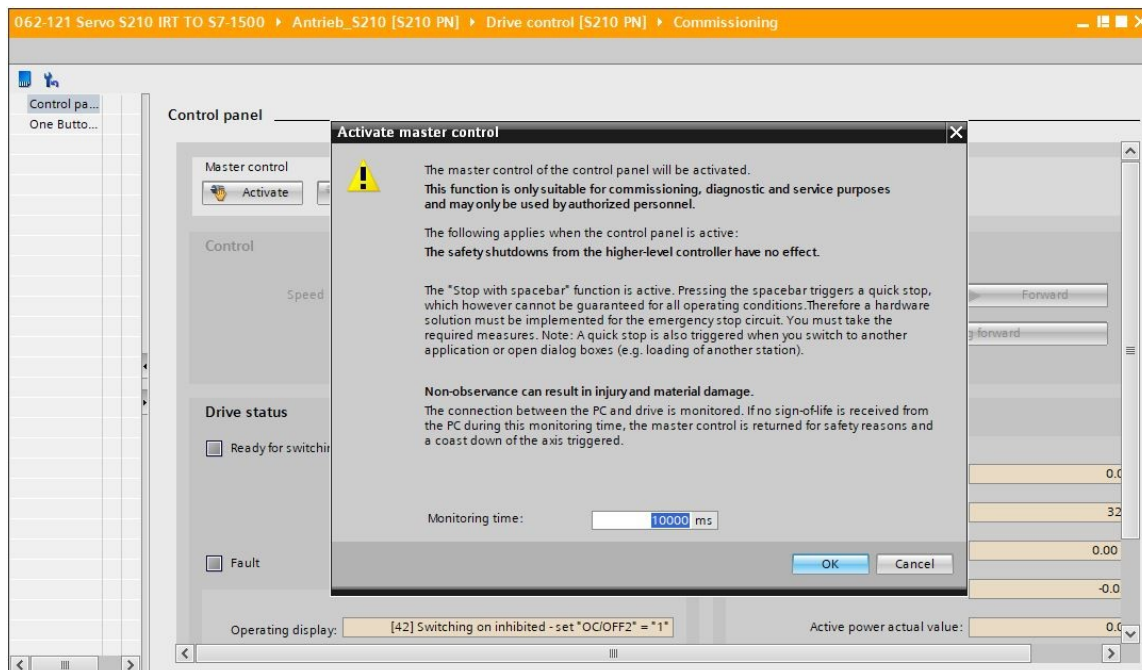 062-121 Servo S210 IRT TO S7-1500 ▸ Antrieb_S210 [S210 PN] ▸ Drive control [S210 PN] ▸ Commissioning
Control pa...
One Butto...
Control panel
Master control
Activate
Control
Speed
Forward
forward
Drive status
Ready for
Fault
Operating display:
[42] Switching on inhibited - set "OC/OFF2" = "1"
Active power actual value:
0.0
32
0.00
-0.0
0.0
Activate master control
The master control of the control panel will be activated.
This function is only suitable for commissioning, diagnostic and service purposes
and may only be used by authorized personnel.
The following applies when the control panel is active:
The safety shutdowns from the higher-level controller have no effect.
The "Stop with spacebar" function is active. Pressing the spacebar triggers a quick stop,
which however cannot be guaranteed for all operating conditions.Therefore a hardware
solution must be implemented for the emergency stop circuit. You must take the
required measures. Note: A quick stop is also triggered when you switch to another
application or open dialog boxes (e.g. loading of another station).
Non-observance can result in injury and material damage.
The connection between the PC and drive is monitored. If no sign-of-life is received from
the PC during this monitoring time, the master control is returned for safety reasons and
a coast down of the axis triggered.
Monitoring time:
10000 ms
OK
Cancel